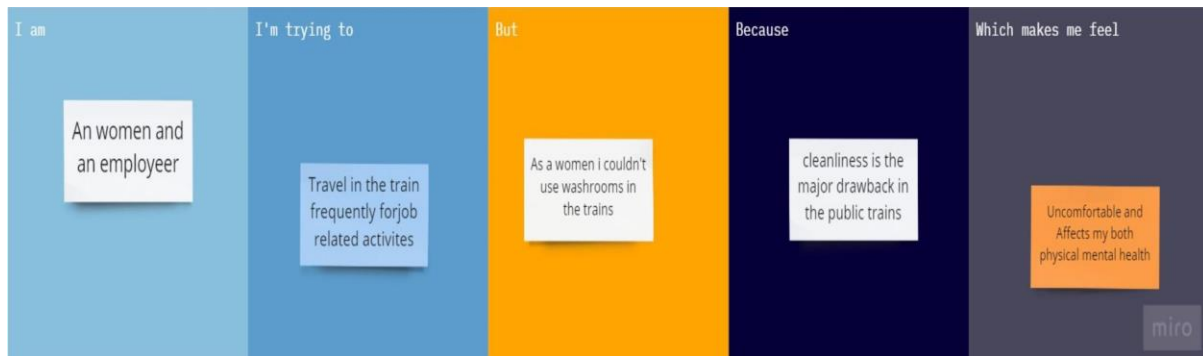 I am
An women and
an employeer
I'm trying to
Travel in the train
frequently forjob
related activites
But
As a women i couldn't
use washrooms in
the trains
Because
cleanliness is the
major drawback in
the public trains
Which makes me feel
Uncomfortable and
Affects my both
physical mental health
miro